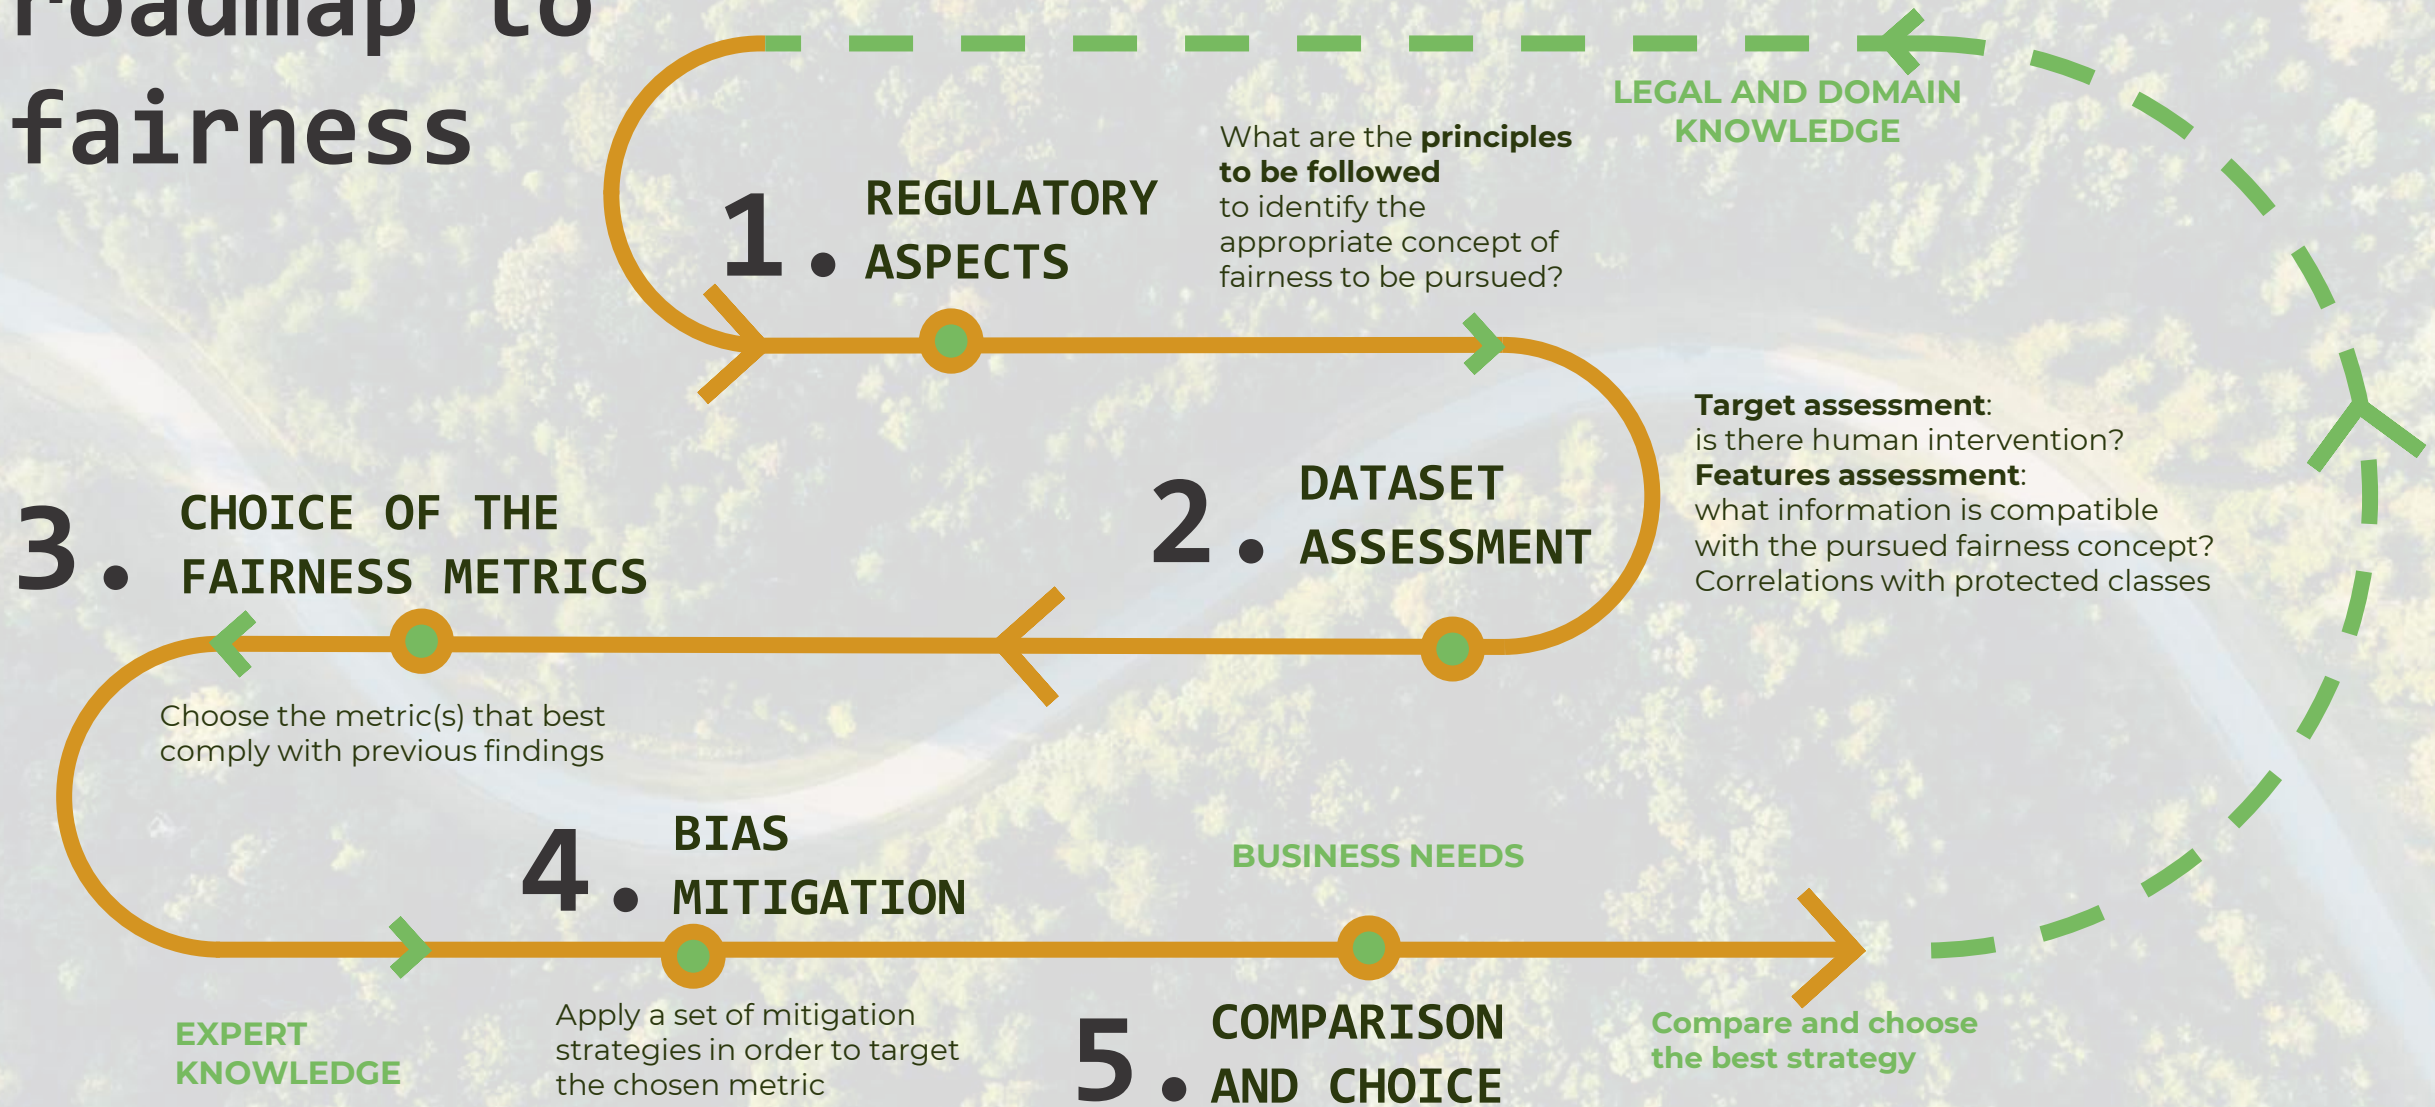 roadmap to
fairness
LEGAL AND DOMAIN
KNOWLEDGE
1. REGULATORY
ASPECTS
What are the principles
to be followed
to identify the
appropriate concept of
fairness to be pursued?
2. DATASET
ASSESSMENT
Target assessment:
is there human intervention?
Features assessment:
what information is compatible
with the pursued fairness concept?
Correlations with protected classes
3. CHOICE OF THE
FAIRNESS METRICS
Choose the metric(s) that best
comply with previous findings
4. BIAS
MITIGATION
EXPERT
KNOWLEDGE
Apply a set of mitigation
strategies in order to target
the chosen metric
BUSINESS NEEDS
5. COMPARISON
AND CHOICE
Compare and choose
the best strategy